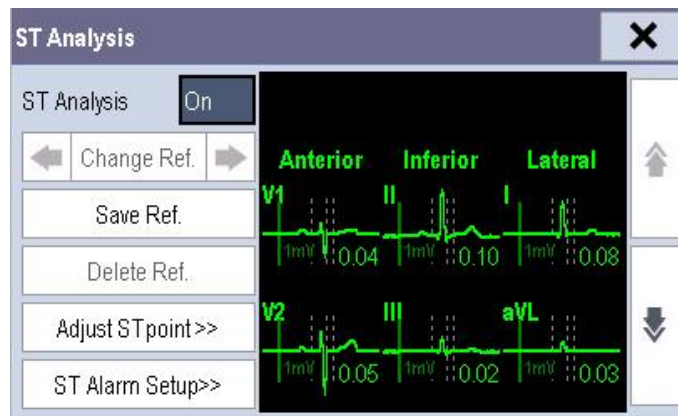 ST Analysis
ST Analysis On
Change Ref.
Save Ref.
Delete Ref.
Adjust STpoint >>
ST Alarm Setup>>
Anterior Inferior Lateral
V1 II I
1mV 0.04 1mV 0.10 1mV 0.08
V2 III aVL
1mV 0.05 1mV 0.02 1mV 0.03